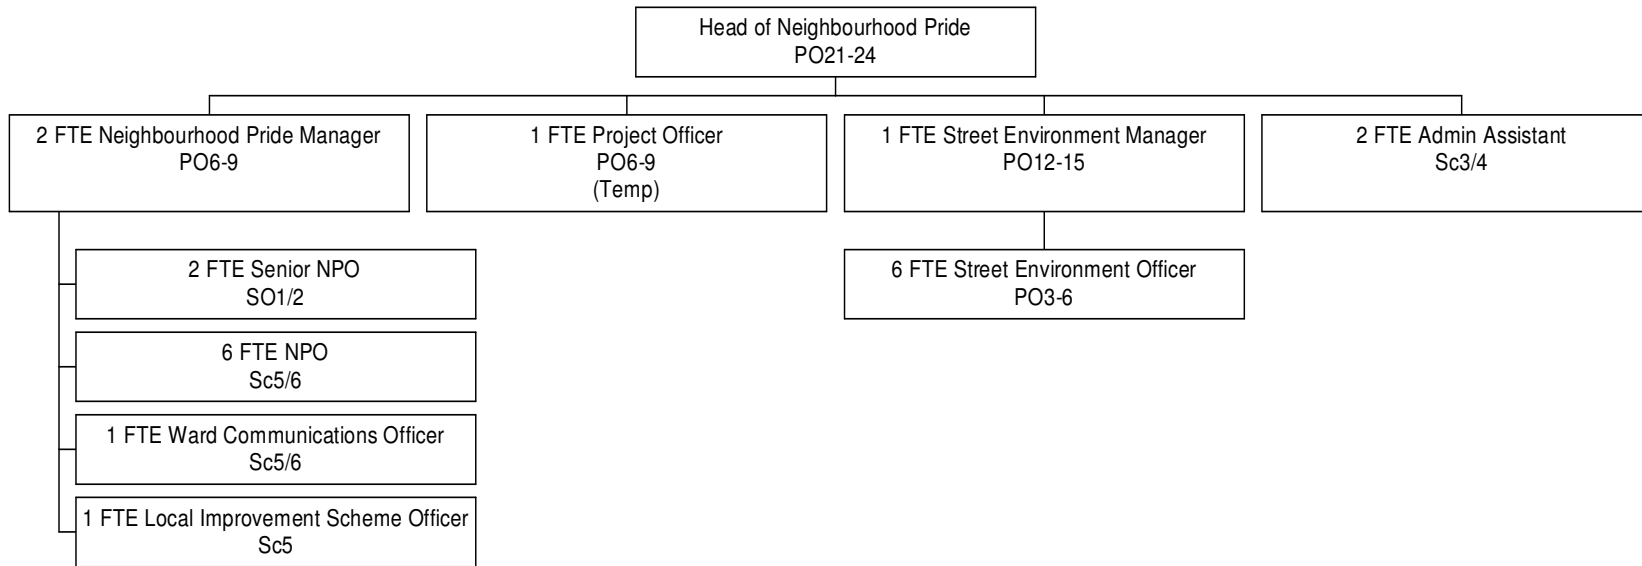 Head of Neighbourhood Pride
PO21-24
2 FTE Neighbourhood Pride Manager
PO6-9
1 FTE Project Officer
PO6-9
(Temp)
1 FTE Street Environment Manager
PO12-15
2 FTE Admin Assistant
Sc3/4
2 FTE Senior NPO
SO1/2
6 FTE NPO
Sc5/6
1 FTE Ward Communications Officer
Sc5/6
1 FTE Local Improvement Scheme Officer
Sc5
6 FTE Street Environment Officer
PO3-6